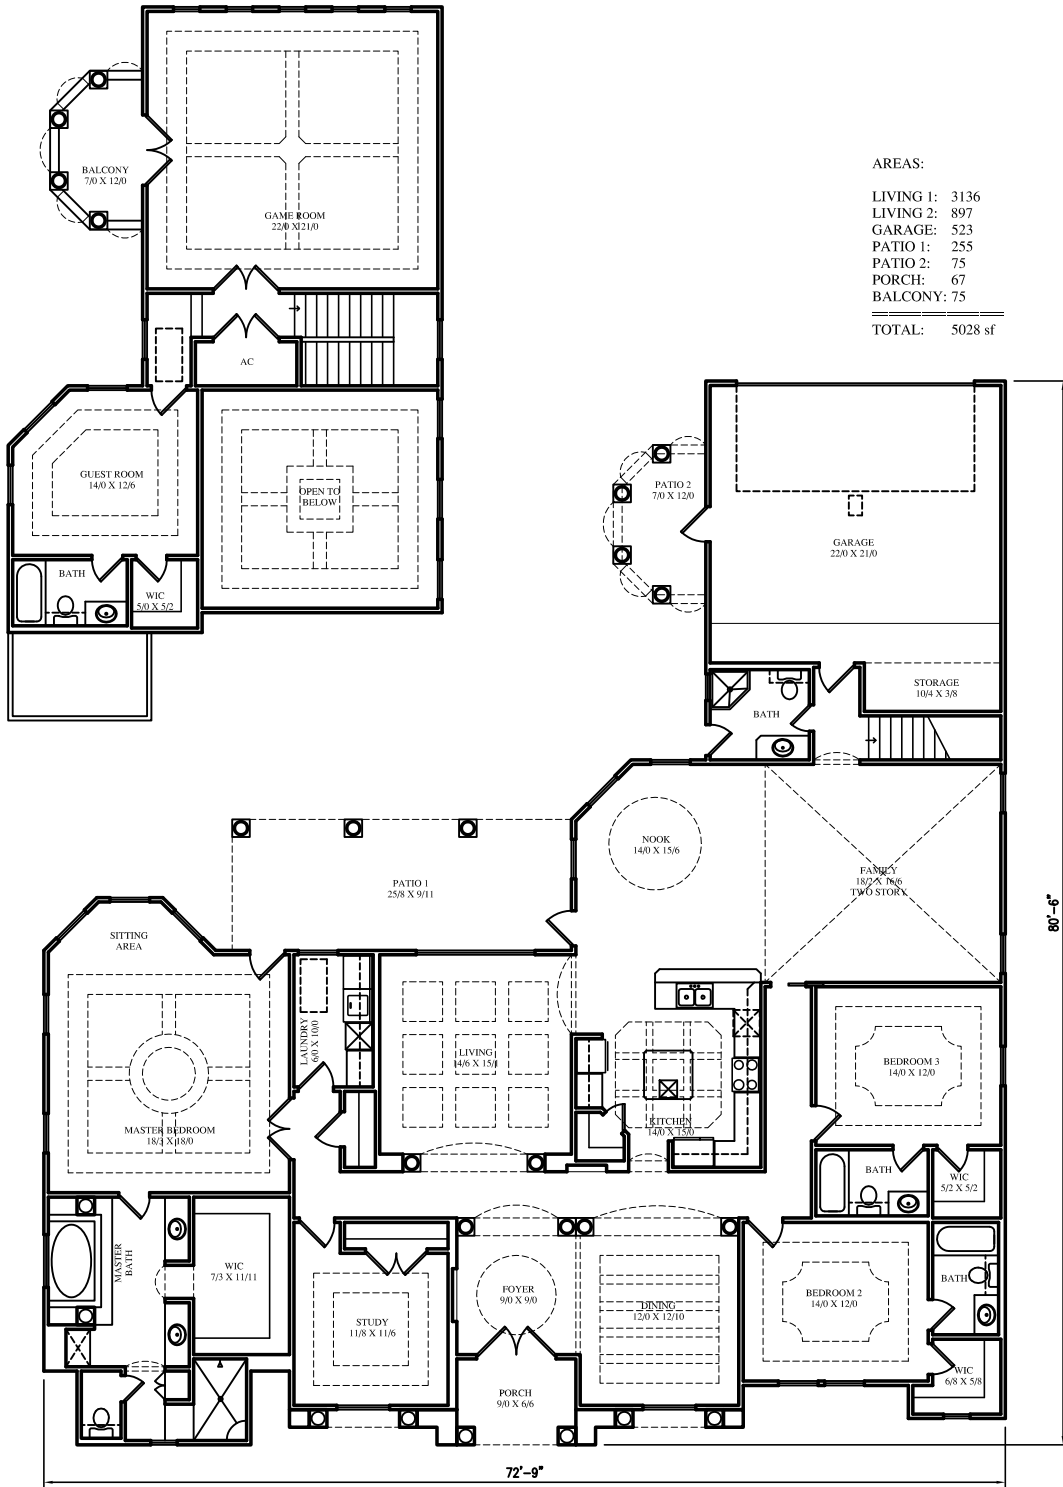 BALCONY
7/0 X 12/0
GAME ROOM
22/0 X 21/0
AC
GUEST ROOM
14/0 X 12/6
OPEN TO
BELOW
BATH
WIC
5/0 X 5/2
AREAS:
LIVING 1: 3136
LIVING 2: 897
GARAGE: 523
PATIO 1: 255
PATIO 2: 75
PORCH: 67
BALCONY: 75
TOTAL: 5028 sf
PATIO 2
7/0 X 12/0
GARAGE
22/0 X 21/0
STORAGE
10/4 X 3/8
BATH
NOOK
14/0 X 15/6
FAMILY
18/2 X 16/6
TWO STORY
PATIO 1
25/8 X 9/11
80'-6"
SITTING
AREA
LAUNDRY
6/0 X 10/0
LIVING
14/6 X 15/1
KITCHEN
14/0 X 15/0
BEDROOM 3
14/0 X 12/0
MASTER BEDROOM
18/3 X 18/0
BATH
WIC
5/2 X 5/2
MASTER
BATH
WIC
7/3 X 11/11
FOYER
9/0 X 9/0
DINING
12/0 X 12/10
BEDROOM 2
14/0 X 12/0
BATH
STUDY
11/8 X 11/6
WIC
6/8 X 5/8
PORCH
9/0 X 6/6
72'-9"